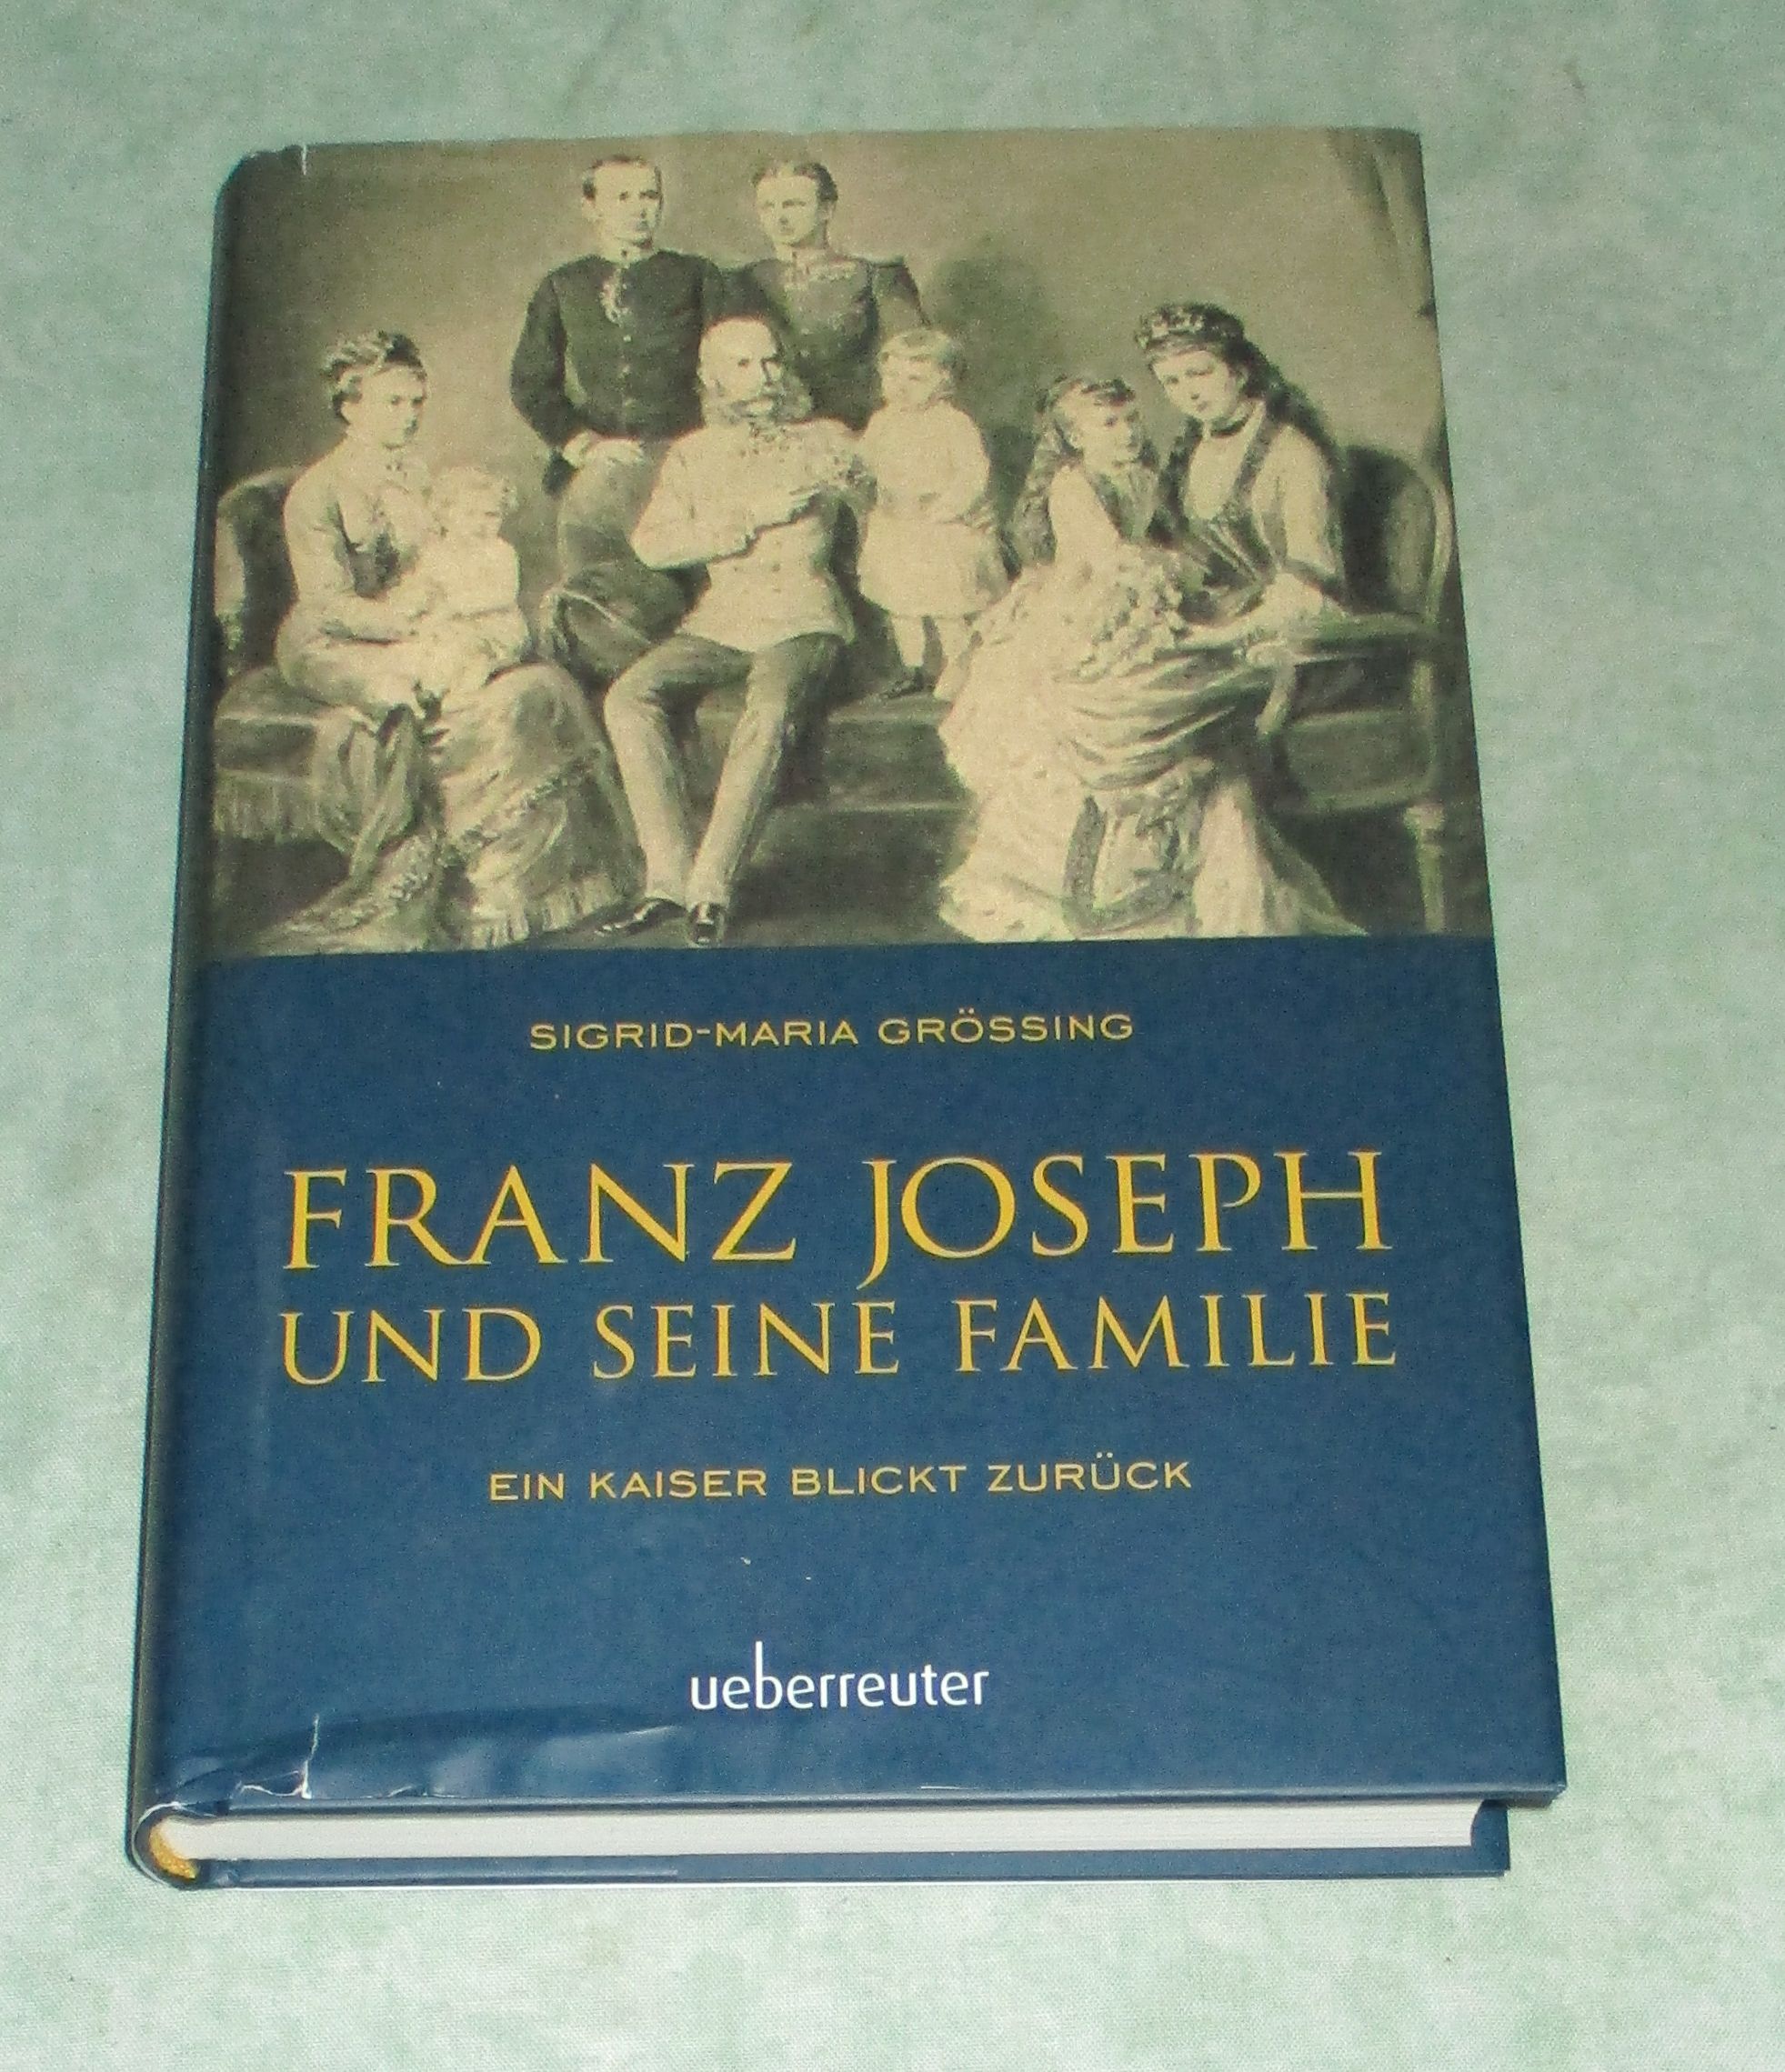 SIGRID-MARIA GRÖSSING
FRANZ JOSEPH
UND SEINE FAMILIE
EIN KAISER BLICKT ZURÜCK
ueberreuter